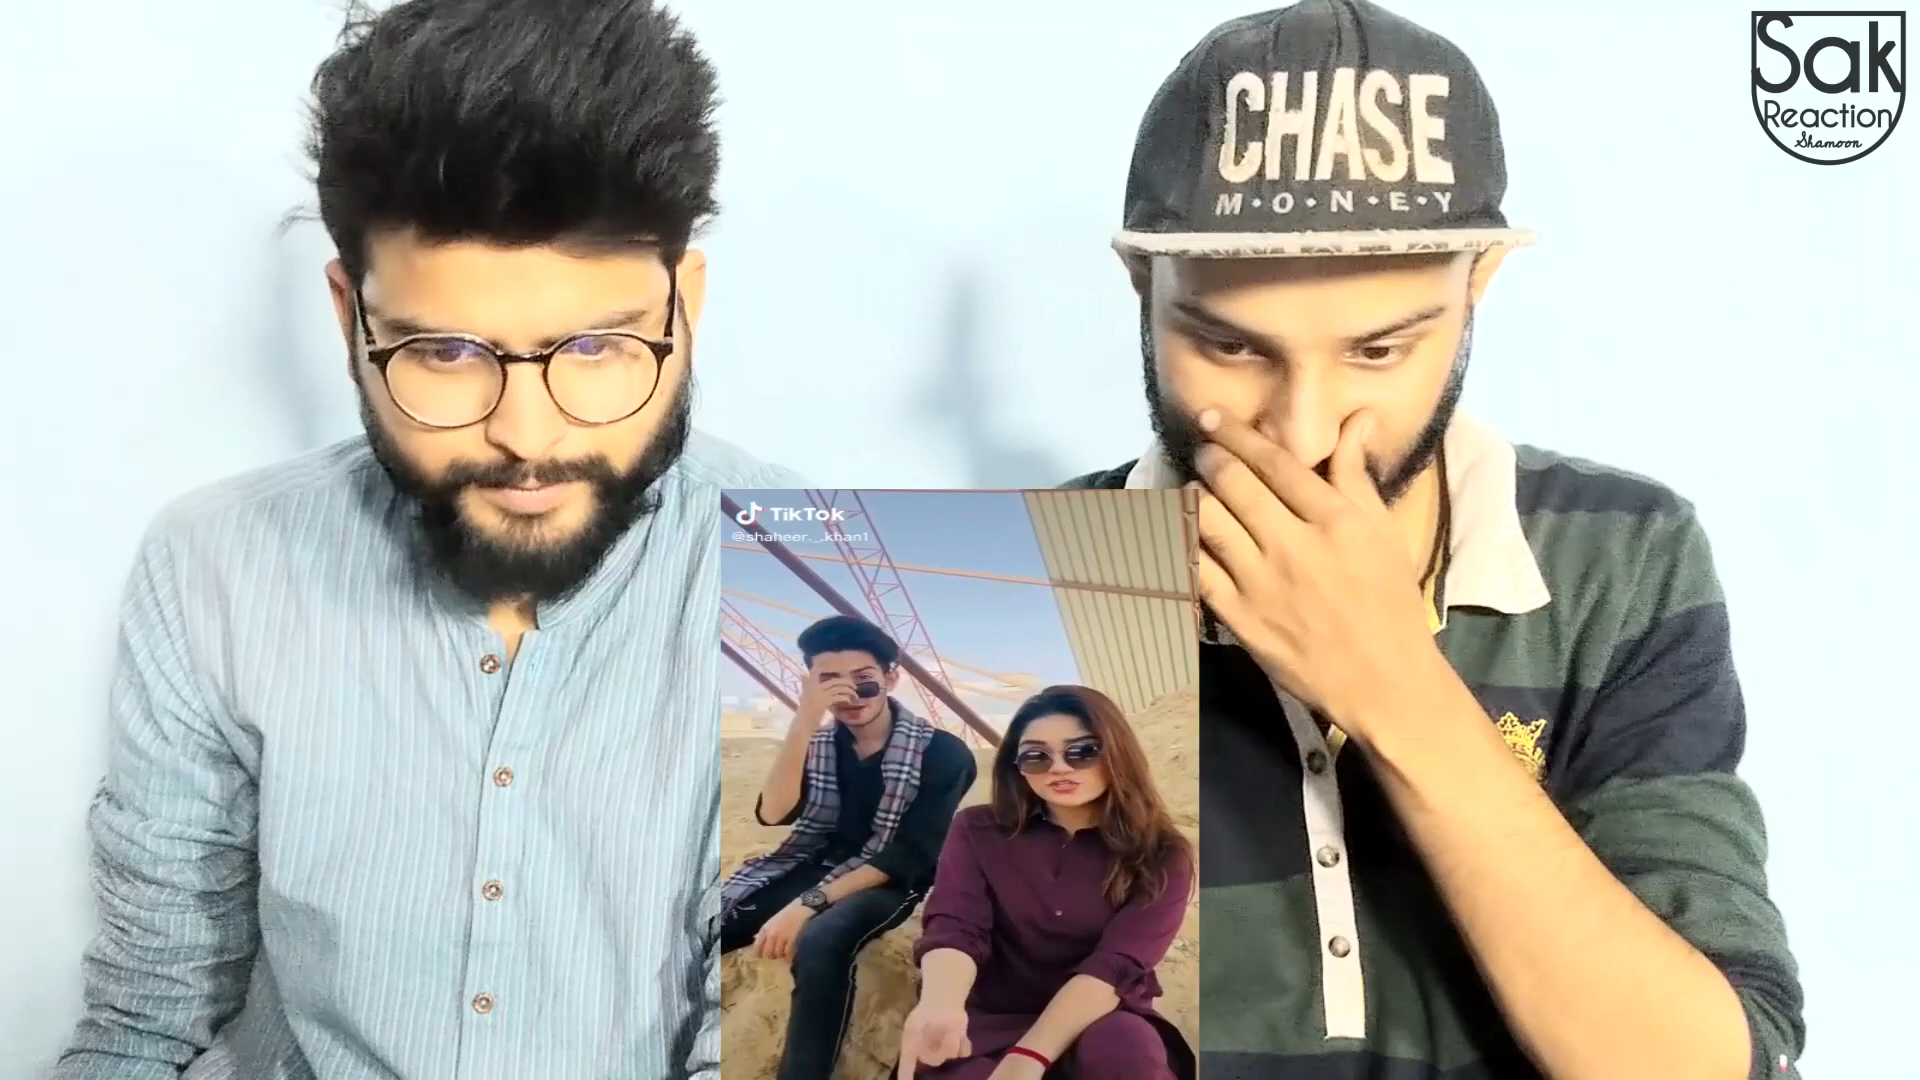 Sak
Reaction
Shamoon
CHASE
M•O•N•E•Y
TikTok
@shaheer._.khan1